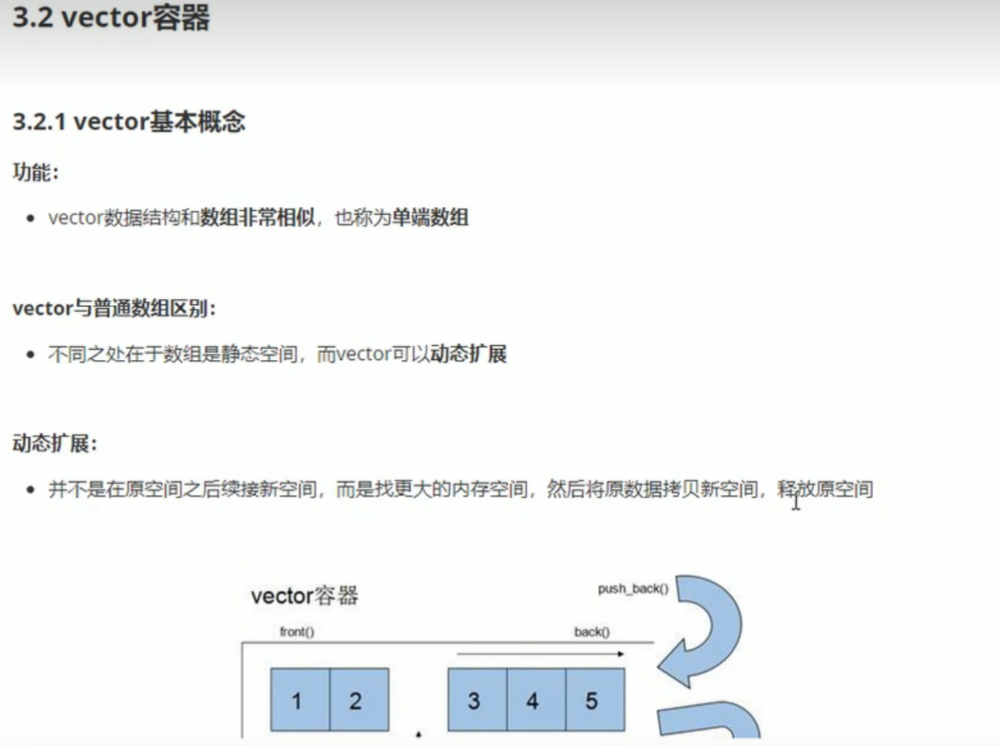 3.2 vector容器
3.2.1 vector基本概念
功能：
vector数据结构和数组非常相似，也称为单端数组
vector与普通数组区别：
不同之处在于数组是静态空间，而vector可以动态扩展
动态扩展：
并不是在原空间之后续接新空间，而是找更大的内存空间，然后将原数据拷贝新空间，释放原空间
vector容器
push_back()
front()
back()
1 2 3 4 5